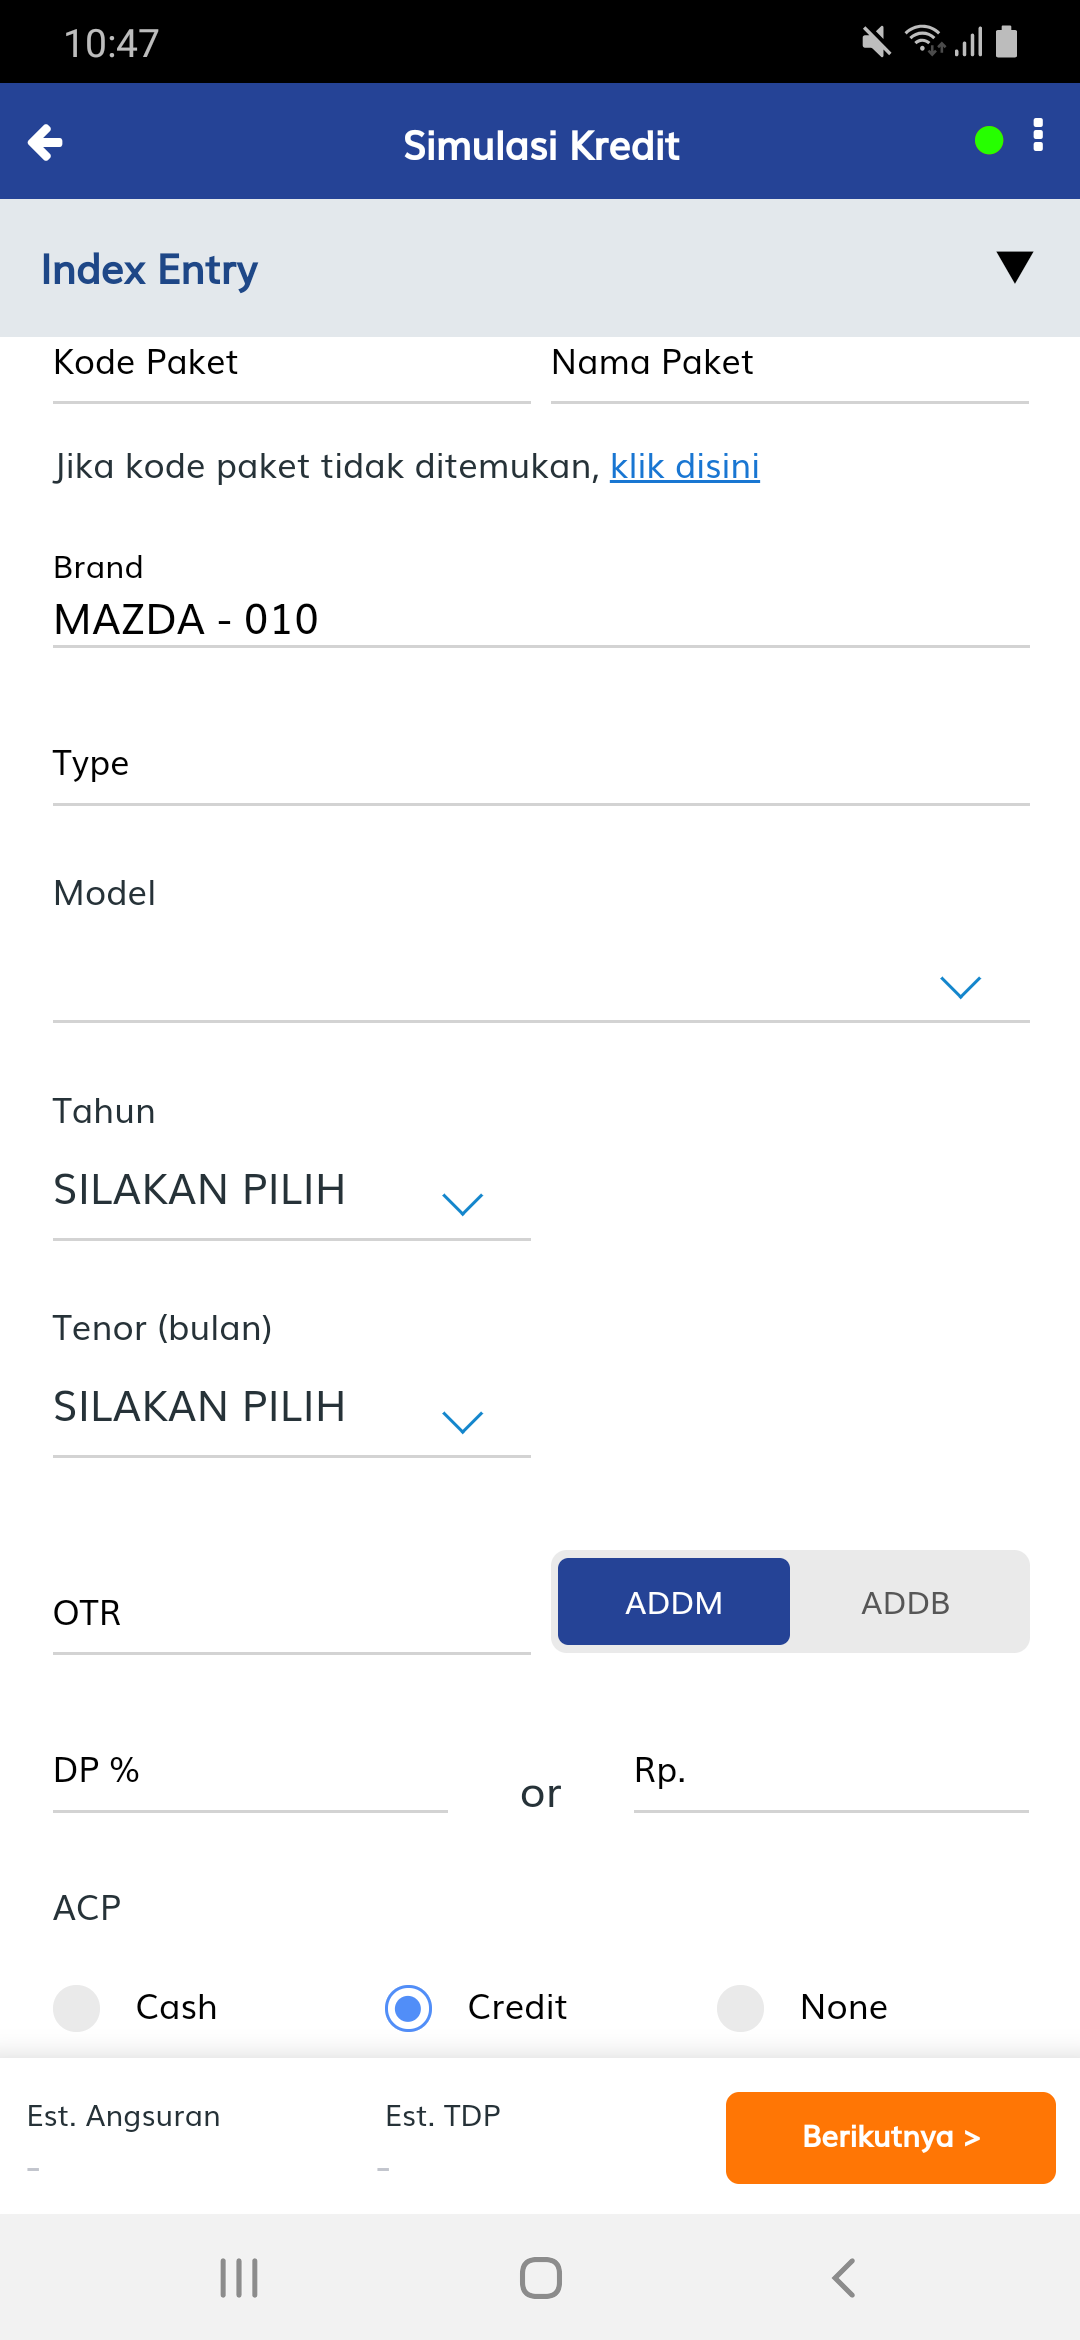 10:47
Simulasi Kredit
Index Entry
Kode Paket Nama Paket
Jika kode paket tidak ditemukan, klik disini
Brand
MAZDA - 010
Type
Model
Tahun
SILAKAN PILIH
Tenor (bulan)
SILAKAN PILIH
OTR ADDM ADDB
DP % or Rp.
ACP
Cash Credit None
Est. Angsuran Est. TDP
- -
Berikutnya >